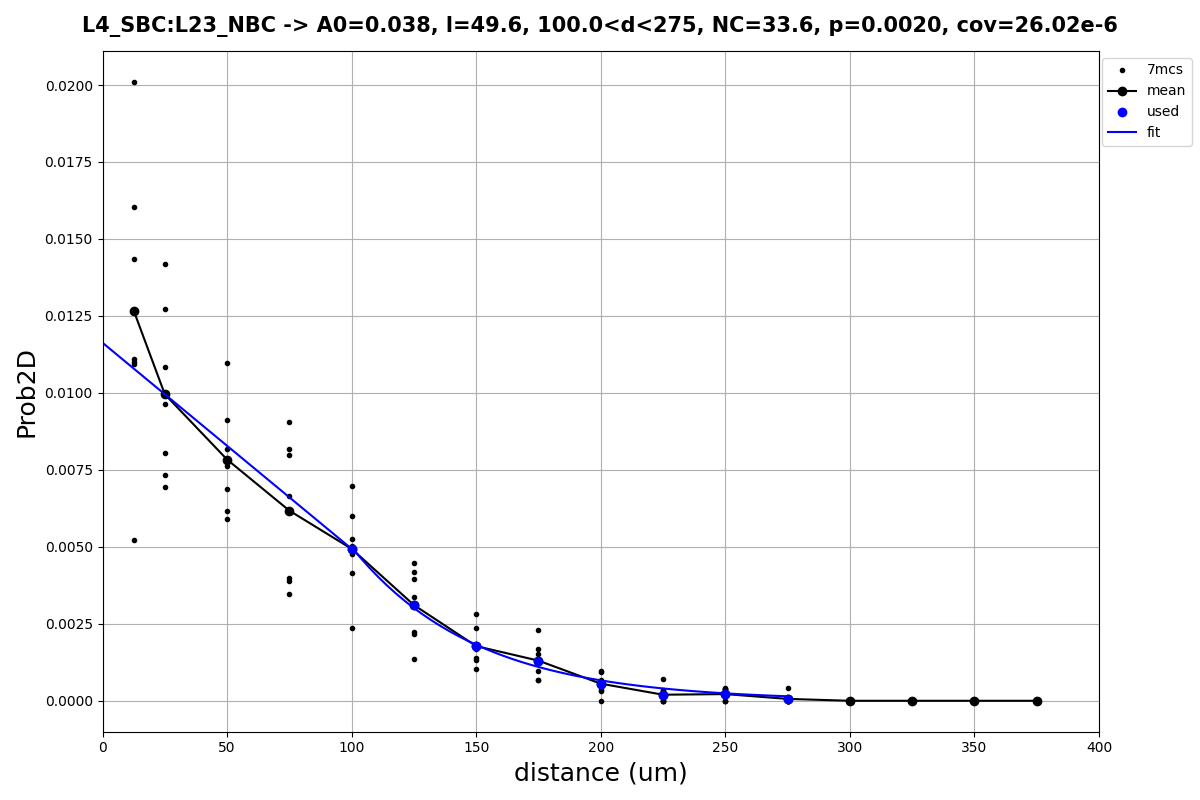 L4_SBC:L23_NBC -> A0=0.038, l=49.6, 100.0<d<275, NC=33.6, p=0.0020, cov=26.02e-6
7mcs
mean
used
fit
Prob2D
0.0200
0.0175
0.0150
0.0125
0.0100
0.0075
0.0050
0.0025
0.0000
0 50 100 150 200 250 300 350 400
distance (um)